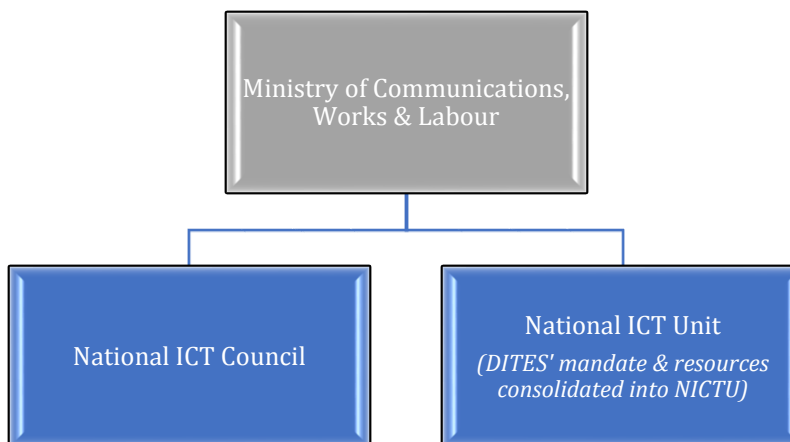 Ministry of Communications,
Works & Labour
National ICT Council
National ICT Unit
(DITES' mandate & resources
consolidated into NICTU)